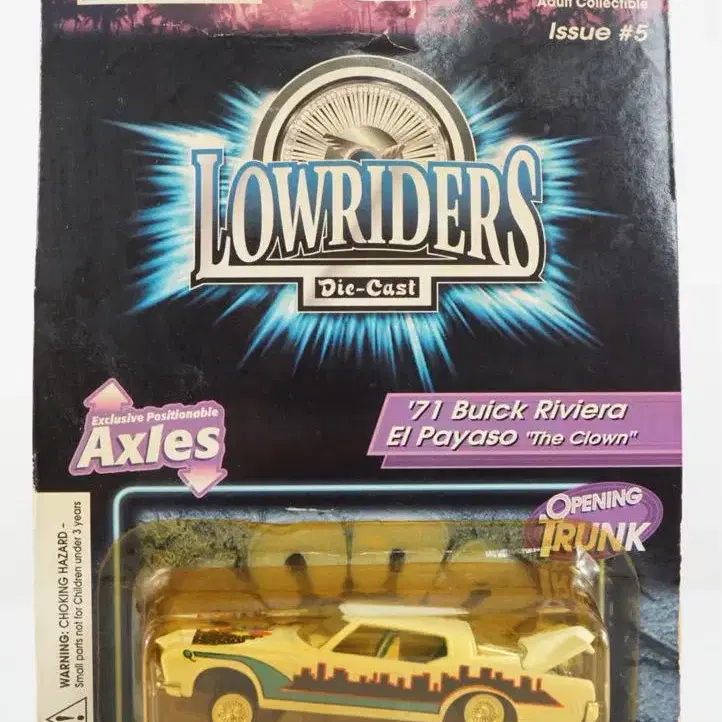 Adult Collectible
Issue #5
LOWRIDERS
Die-Cast
Exclusive Positionable
Axles
'71 Buick Riviera
El Payaso "The Clown"
OPENING
TRUNK
WARNING: CHOKING HAZARD -
Small parts not for Children under 3 years